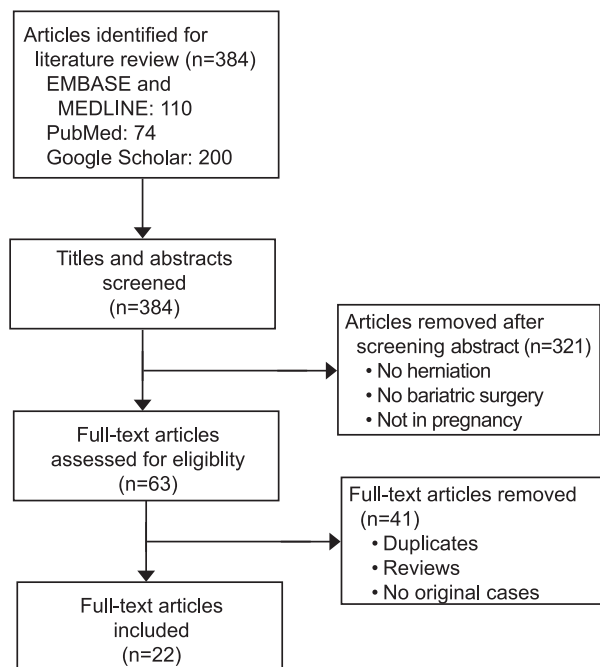 Articles identified for
literature review (n=384)
EMBASE and
MEDLINE: 110
PubMed: 74
Google Scholar: 200
Titles and abstracts
screened
(n=384)
Articles removed after
screening abstract (n=321)
• No herniation
• No bariatric surgery
• Not in pregnancy
Full-text articles
assessed for eligiblity
(n=63)
Full-text articles removed
(n=41)
• Duplicates
• Reviews
• No original cases
Full-text articles
included
(n=22)